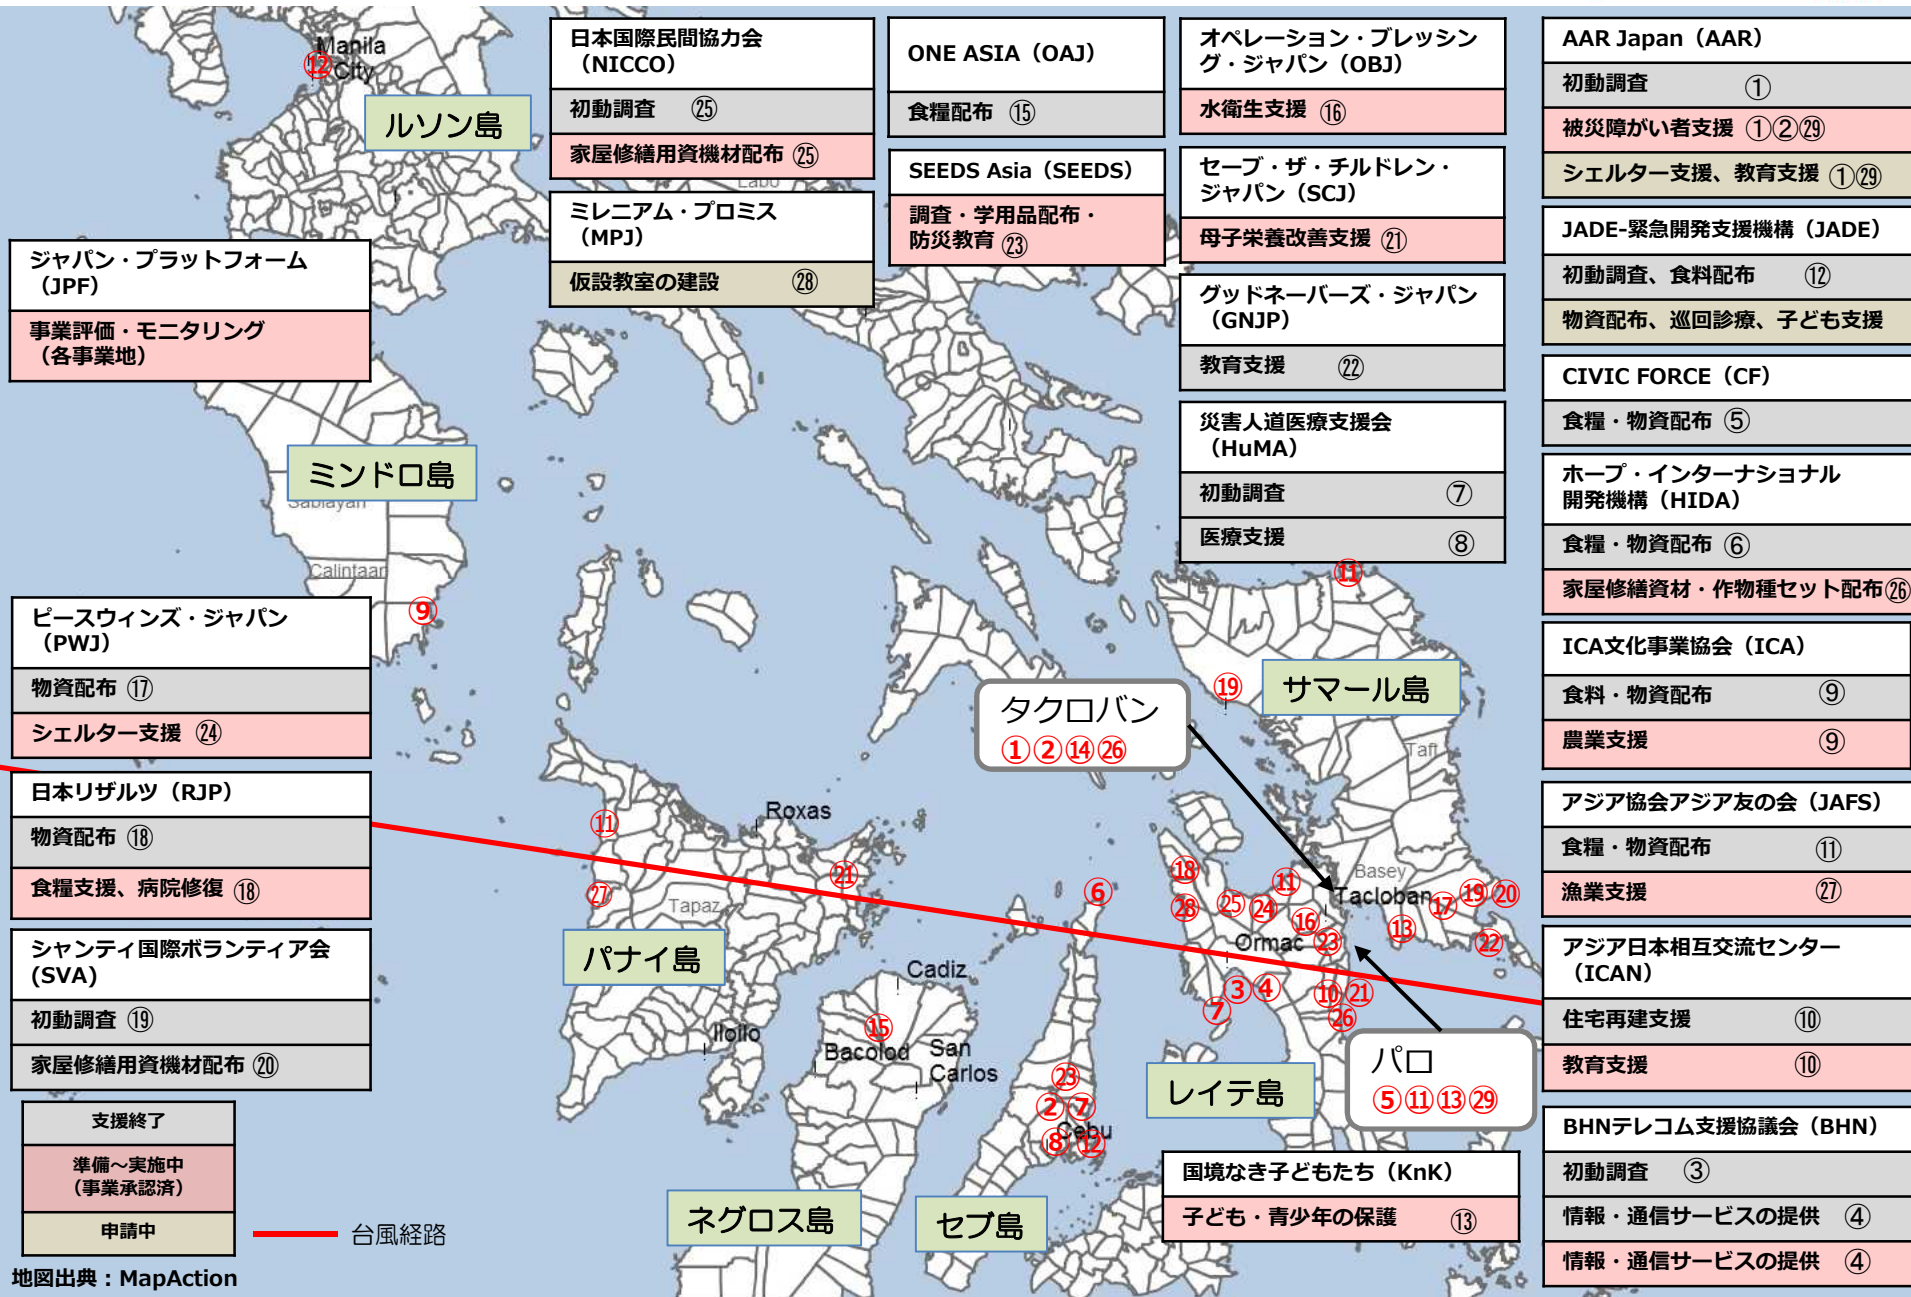 日本国際民間協力会
（NICCO）
初動調査 ㉕
家屋修繕用資機材配布 ㉕
ミレニアム・プロミス
（MPJ）
仮設教室の建設 ㉘
ONE ASIA（OAJ）
食糧配布 ⑮
SEEDS Asia（SEEDS）
調査・学用品配布・
防災教育 ㉓
オペレーション・ブレッシン
グ・ジャパン（OBJ）
水衛生支援 ⑯
セーブ・ザ・チルドレン・
ジャパン（SCJ）
母子栄養改善支援 ㉑
グッドネーバーズ・ジャパン
（GNJP）
教育支援 ㉒
災害人道医療支援会
（HuMA）
初動調査 ⑦
医療支援 ⑧
AAR Japan（AAR）
初動調査 ①
被災障がい者支援 ①②㉙
シェルター支援、教育支援 ①㉙
JADE-緊急開発支援機構（JADE）
初動調査、食料配布 ⑫
物資配布、巡回診療、子ども支援
CIVIC FORCE（CF）
食糧・物資配布 ⑤
ホープ・インターナショナル
開発機構（HIDA）
食糧・物資配布 ⑥
家屋修繕資材・作物種セット配布㉖
ICA文化事業協会（ICA）
食料・物資配布 ⑨
農業支援 ⑨
アジア協会アジア友の会（JAFS）
食糧・物資配布 ⑪
漁業支援 ㉗
アジア日本相互交流センター
（ICAN）
住宅再建支援 ⑩
教育支援 ⑩
BHNテレコム支援協議会（BHN）
初動調査 ③
情報・通信サービスの提供 ④
情報・通信サービスの提供 ④
国境なき子どもたち（KnK）
子ども・青少年の保護 ⑬
ジャパン・プラットフォーム
（JPF）
事業評価・モニタリング
（各事業地）
ピースウィンズ・ジャパン
（PWJ）
物資配布 ⑰
シェルター支援 ㉔
日本リザルツ（RJP）
物資配布 ⑱
食糧支援、病院修復 ⑱
シャンティ国際ボランティア会
(SVA)
初動調査 ⑲
家屋修繕用資機材配布 ⑳
支援終了
準備～実施中
（事業承認済）
申請中
台風経路
地図出典：MapAction
Manila
City
⑫
ルソン島
Labo
ミンドロ島
Sablayan
Calintaan
⑨
⑪
サマール島
⑲
タクロバン
①②⑭㉖
Taft
Basey
Tacloban
⑰
⑲
⑳
⑬
㉒
Roxas
⑪
㉑
㉗
Tapaz
パナイ島
Iloilo
Cadiz
⑮
Bacolod
San
Carlos
ネグロス島
⑥
㉓
②
⑦
⑧
Cebu
⑫
セブ島
⑱
㉘
㉕
㉔
⑪
⑯
㉓
Ormac
③
④
⑦
⑩
㉑
㉖
レイテ島
パロ
⑤⑪⑬㉙